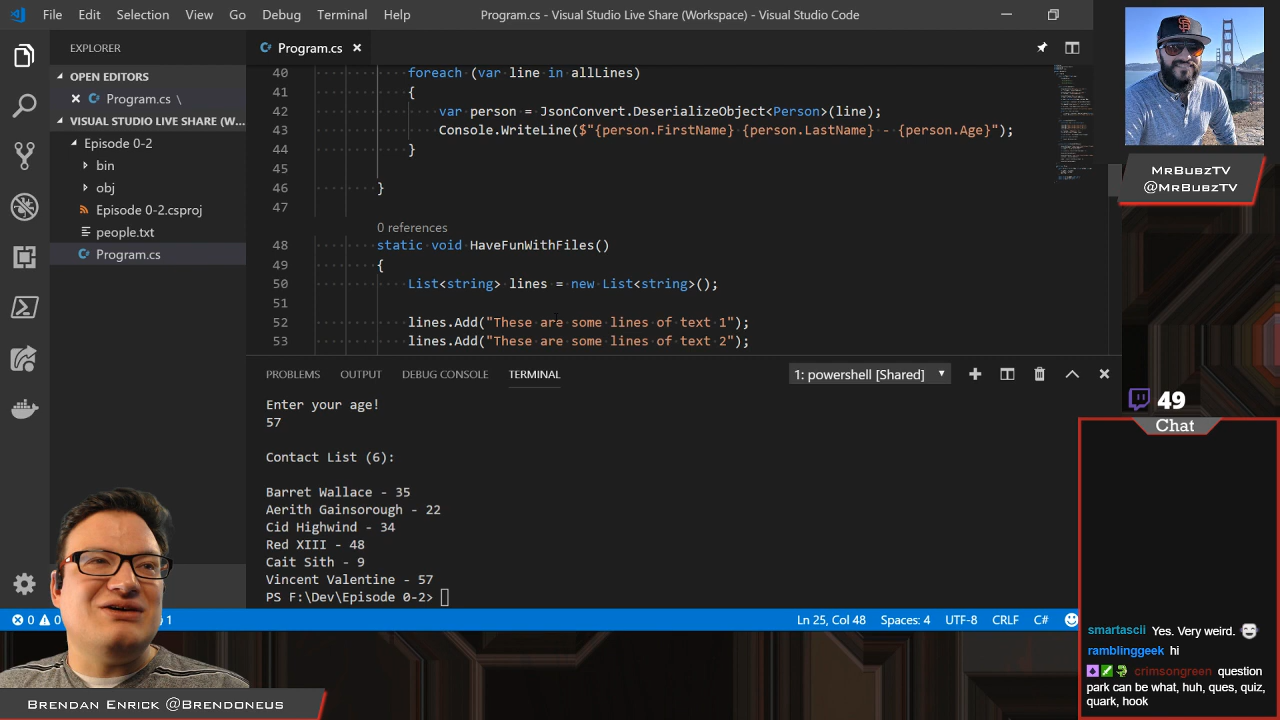 File Edit Selection View Go Debug Terminal Help
Program.cs - Visual Studio Live Share (Workspace) - Visual Studio Code
EXPLORER
OPEN EDITORS
Program.cs \
VISUAL STUDIO LIVE SHARE (W...
Episode 0-2
bin
obj
Episode 0-2.csproj
people.txt
Program.cs
Program.cs
40 foreach (var line in allLines)
41 {
42 var person = JsonConvert.DeserializeObject<Person>(line);
43 Console.WriteLine($"{person.FirstName} {person.LastName} - {person.Age}");
44 }
45
46 }
47
0 references
48 static void HaveFunWithFiles()
49 {
50 List<string> lines = new List<string>();
51
52 lines.Add("These are some lines of text 1");
53 lines.Add("These are some lines of text 2");
PROBLEMS OUTPUT DEBUG CONSOLE TERMINAL
1: powershell [Shared]
Enter your age!
57
Contact List (6):
Barret Wallace - 35
Aerith Gainsorough - 22
Cid Highwind - 34
Red XIII - 48
Cait Sith - 9
Vincent Valentine - 57
PS F:\Dev\Episode 0-2>
0 0 1 Ln 25, Col 48 Spaces: 4 UTF-8 CRLF C#
BRENDAN ENRICK @BRENDONEUS
MRBUBZTV
@MRBUBZTV
49
Chat
smartascii Yes. Very weird.
ramblinggeek hi
crimsongreen question
park can be what, huh, ques, quiz,
quark, hook